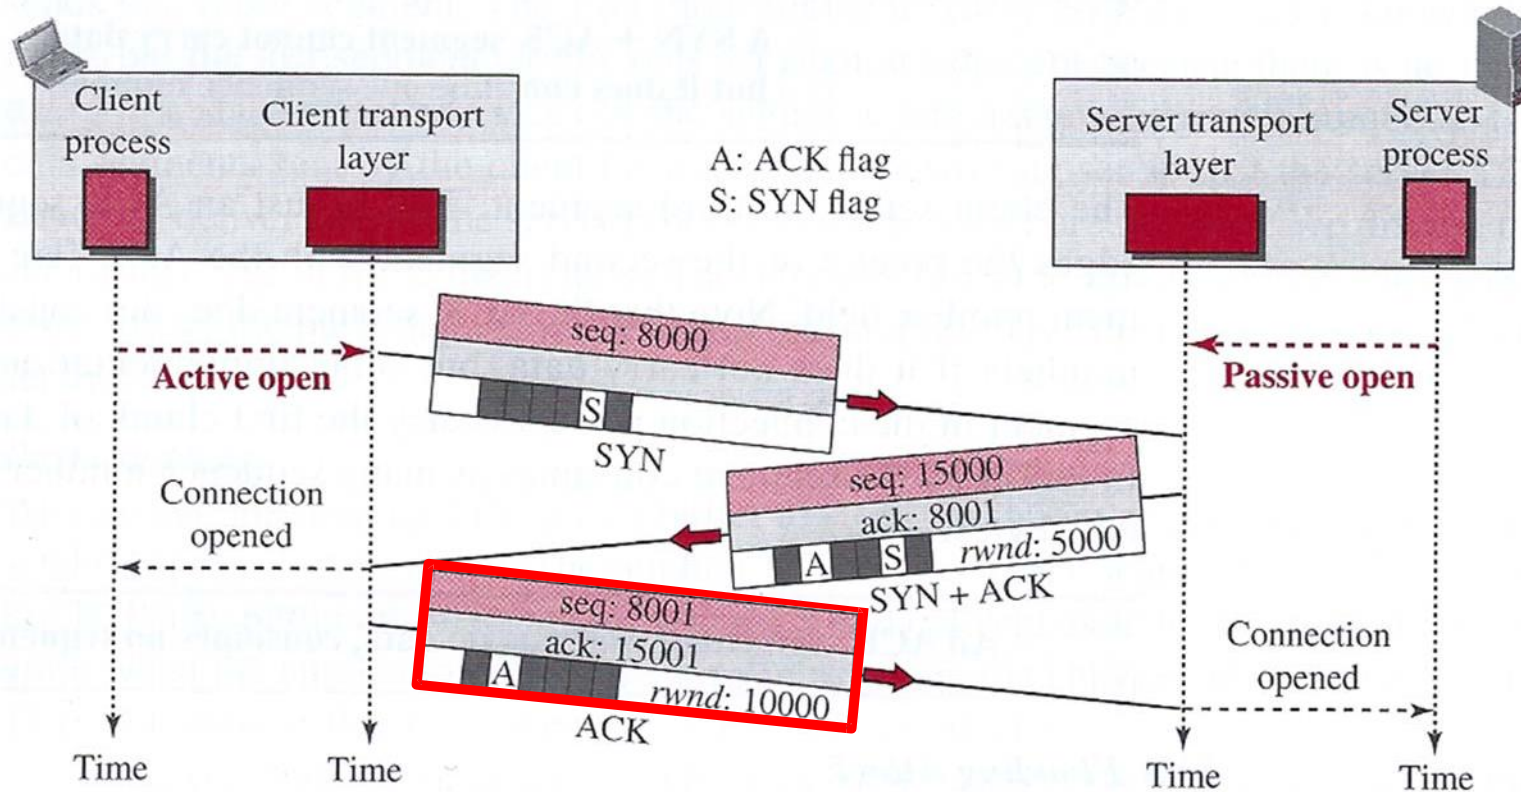 Client
process
Client transport
layer
A: ACK flag
S: SYN flag
Server transport
layer
Server
process
seq: 8000
S
SYN
Active open
Passive open
seq: 15000
ack: 8001
A S rwnd: 5000
SYN + ACK
Connection
opened
seq: 8001
ack: 15001
A rwnd: 10000
ACK
Connection
opened
Time
Time
Time
Time